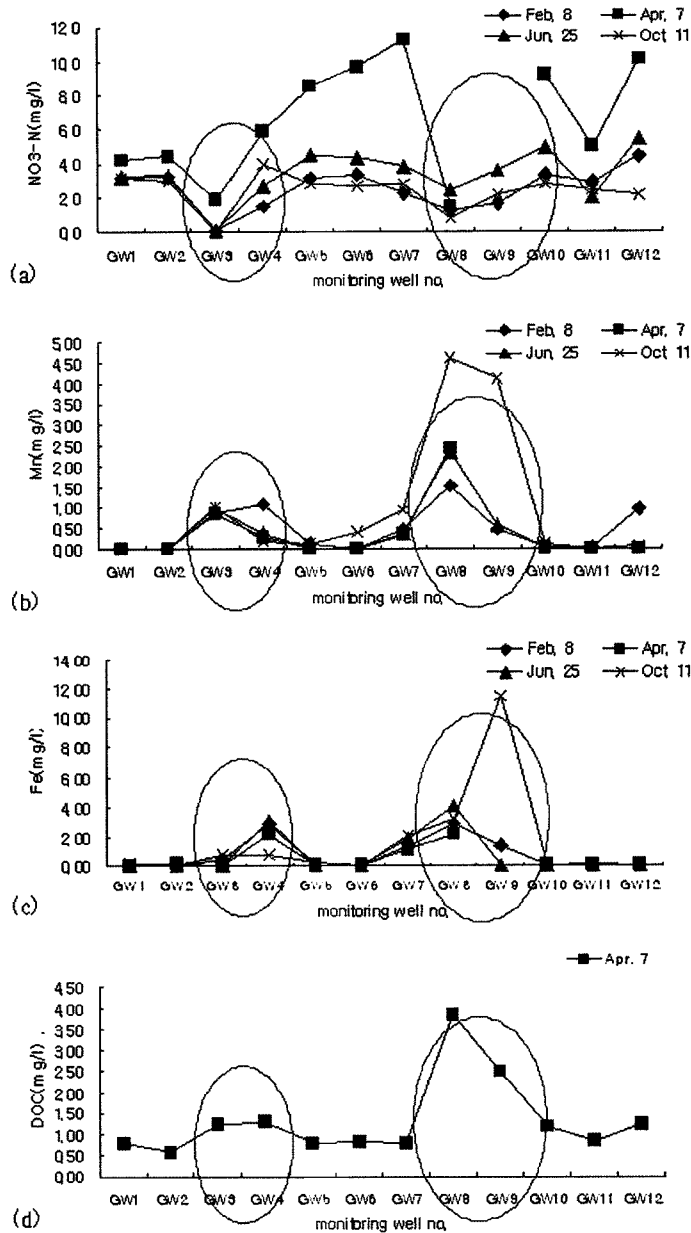 Feb, 8 Apr, 7
Jun, 25 Oct 11
12.0
10.0
8.0
6.0
4.0
2.0
0.0
NO3-N(mg/l)
GW1 GW2 GW3 GW4 GW5 GW6 GW7 GW8 GW9 GW10 GW11 GW12
monitoring well no,
(a)
Feb, 8 Apr, 7
Jun, 25 Oct 11
5.00
4.50
4.00
3.50
3.00
2.50
2.00
1.50
1.00
0.50
0.00
Mn(mg/l)
GW1 GW2 GW3 GW4 GW5 GW6 GW7 GW8 GW9 GW10 GW11 GW12
monitoring well no,
(b)
Feb, 8 Apr, 7
Jun, 25 Oct 11
14.00
12.00
10.00
8.00
6.00
4.00
2.00
0.00
Fe(mg/l)
GW1 GW2 GW3 GW4 GW5 GW6 GW7 GW8 GW9 GW10 GW11 GW12
monitoring well no,
(c)
Apr. 7
4.50
4.00
3.50
3.00
2.50
2.00
1.50
1.00
0.50
0.00
DOC(mg/l)
GW1 GW2 GW3 GW4 GW5 GW6 GW7 GW8 GW9 GW10 GW11 GW12
monitoring well no,
(d)